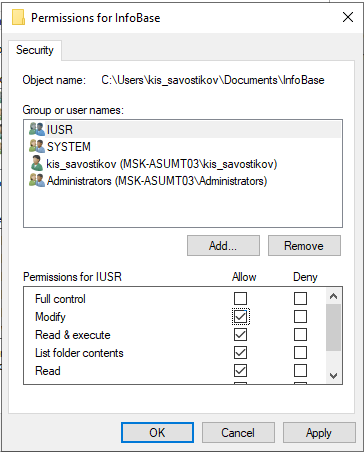 Permissions for InfoBase
Security
Object name: C:\Users\kis_savostikov\Documents\InfoBase
Group or user names:
IUSR
SYSTEM
kis_savostikov (MSK-ASUMT03\kis_savostikov)
Administrators (MSK-ASUMT03\Administrators)
Add... Remove
Permissions for IUSR Allow Deny
Full control
Modify
Read & execute
List folder contents
Read
OK Cancel Apply